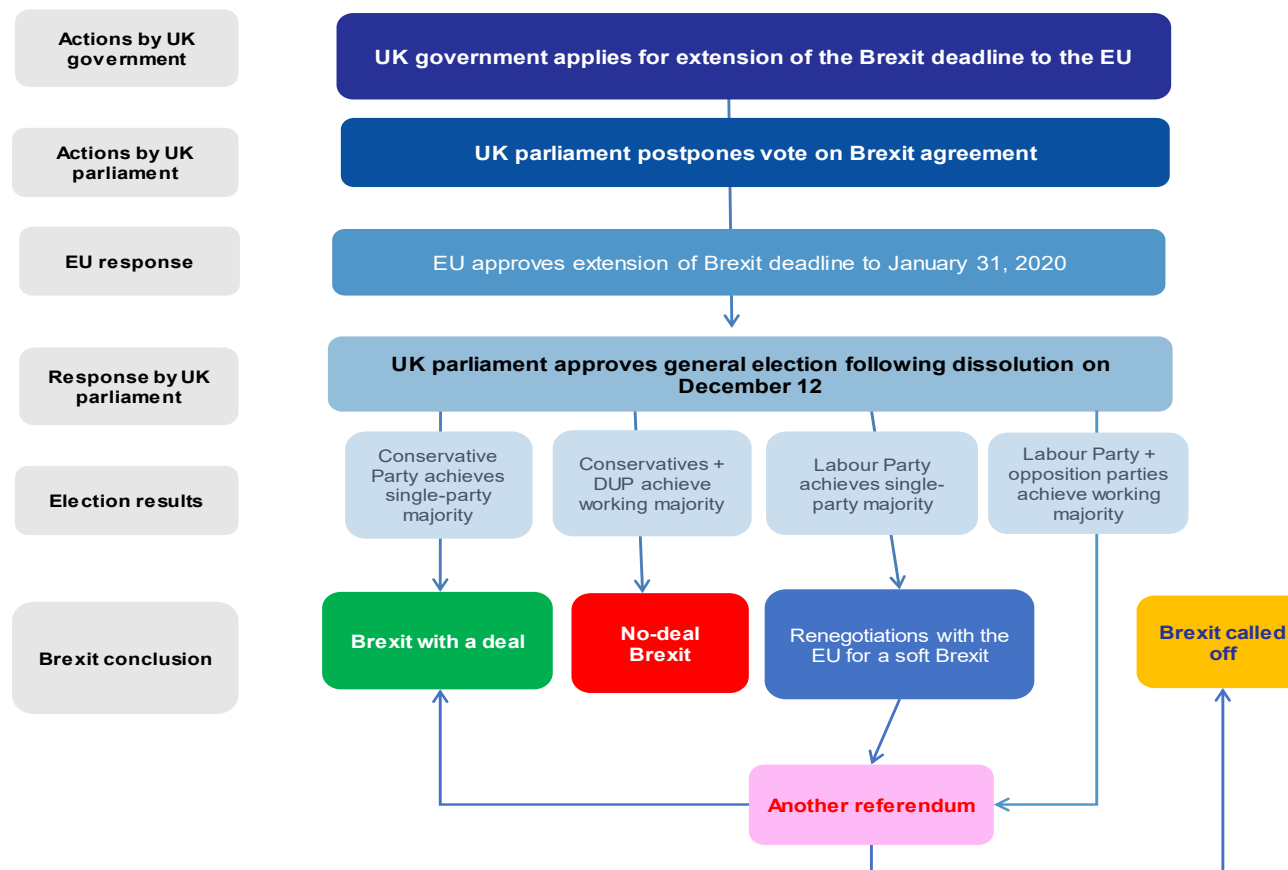 Actions by UK
government
UK government applies for extension of the Brexit deadline to the EU
Actions by UK
parliament
UK parliament postpones vote on Brexit agreement
EU response
EU approves extension of Brexit deadline to January 31, 2020
Response by UK
parliament
UK parliament approves general election following dissolution on
December 12
Election results
Conservative
Party achieves
single-party
majority
Conservatives +
DUP achieve
working majority
Labour Party
achieves single-
party majority
Labour Party +
opposition parties
achieve working
majority
Brexit conclusion
Brexit with a deal
No-deal
Brexit
Renegotiations with the
EU for a soft Brexit
Brexit called
off
Another referendum